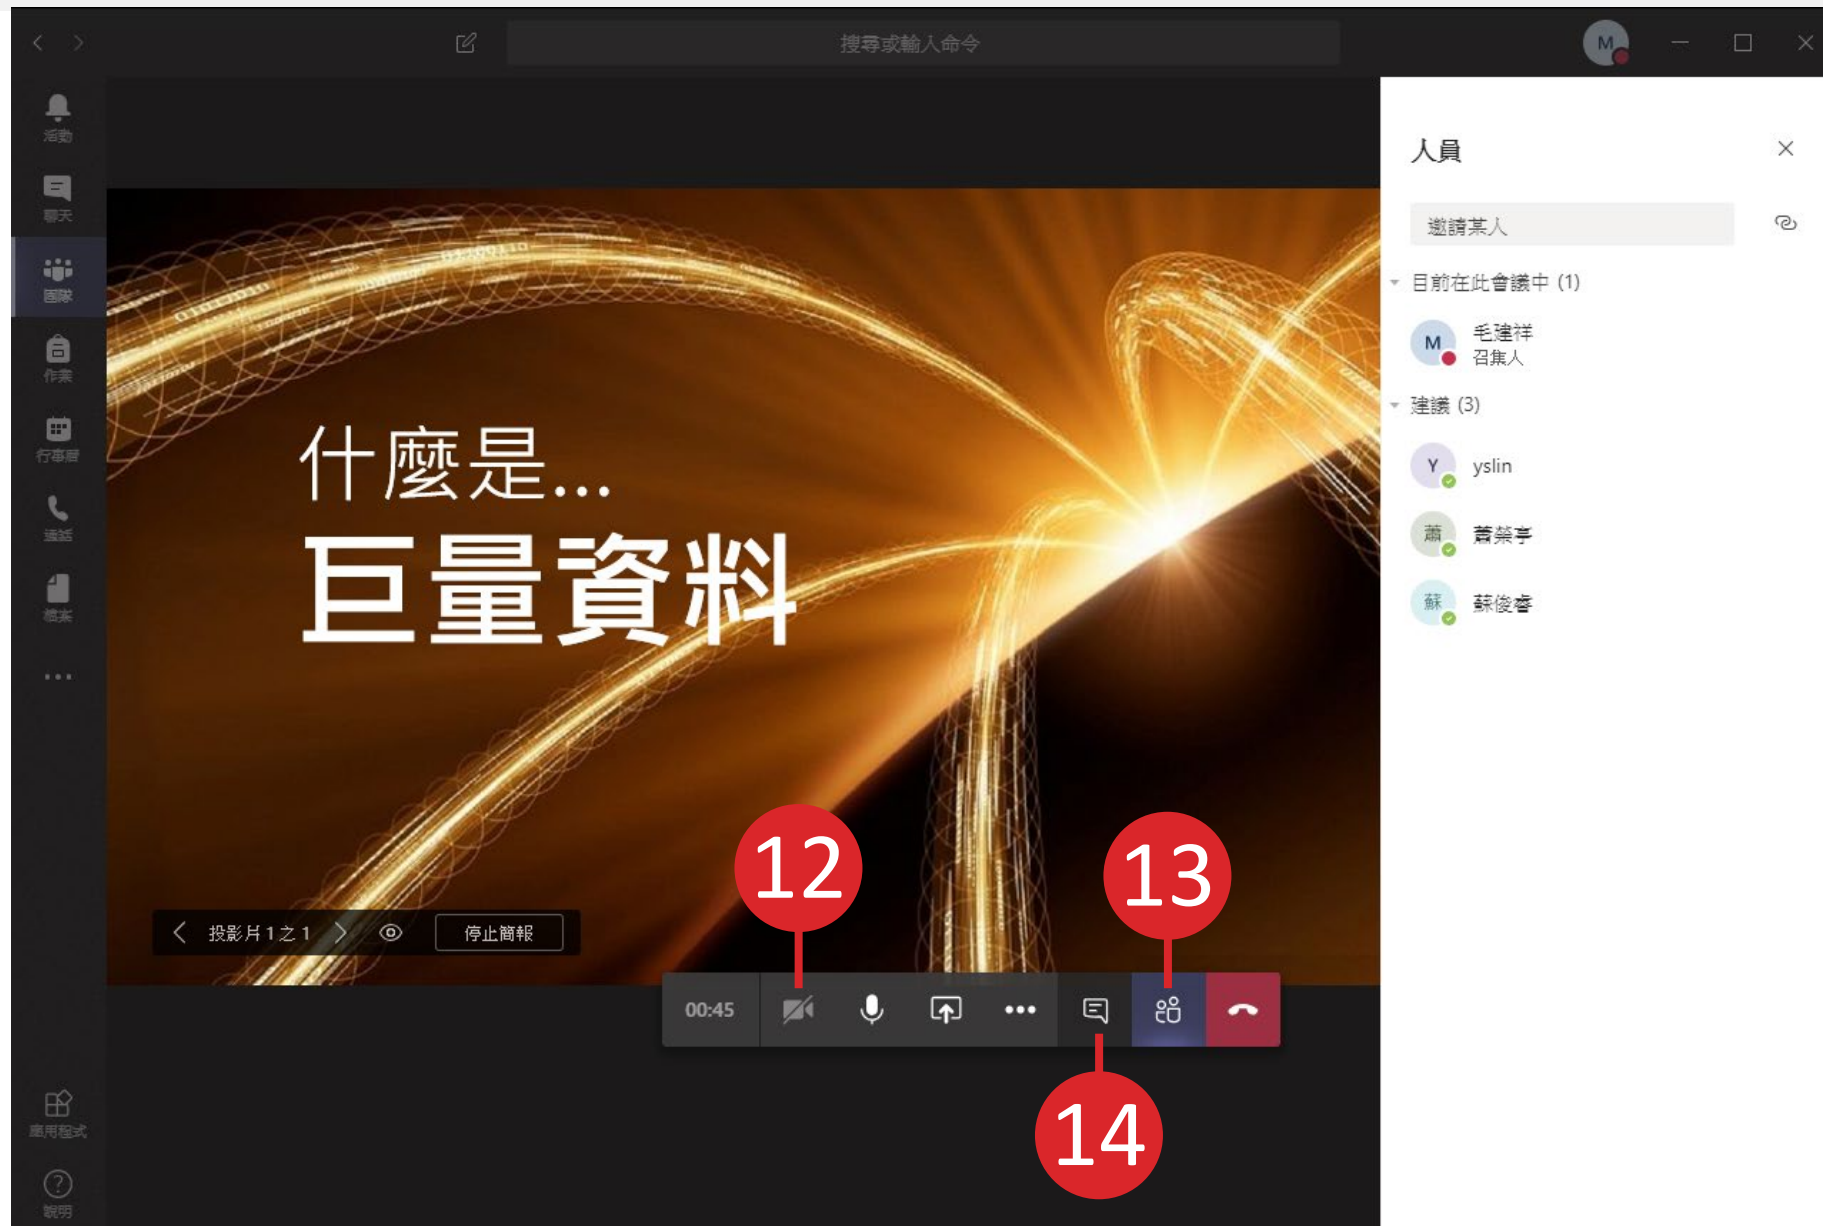 搜尋或輸入命令
M
活動
聊天
團隊
作業
行事曆
通話
檔案
應用程式
說明
什麼是...
巨量資料
投影片 1 之 1
停止簡報
12
13
00:45
14
人員
邀請某人
目前在此會議中 (1)
M
毛建祥
召集人
建議 (3)
Y
yslin
蕭
蕭榮亭
蘇
蘇俊睿